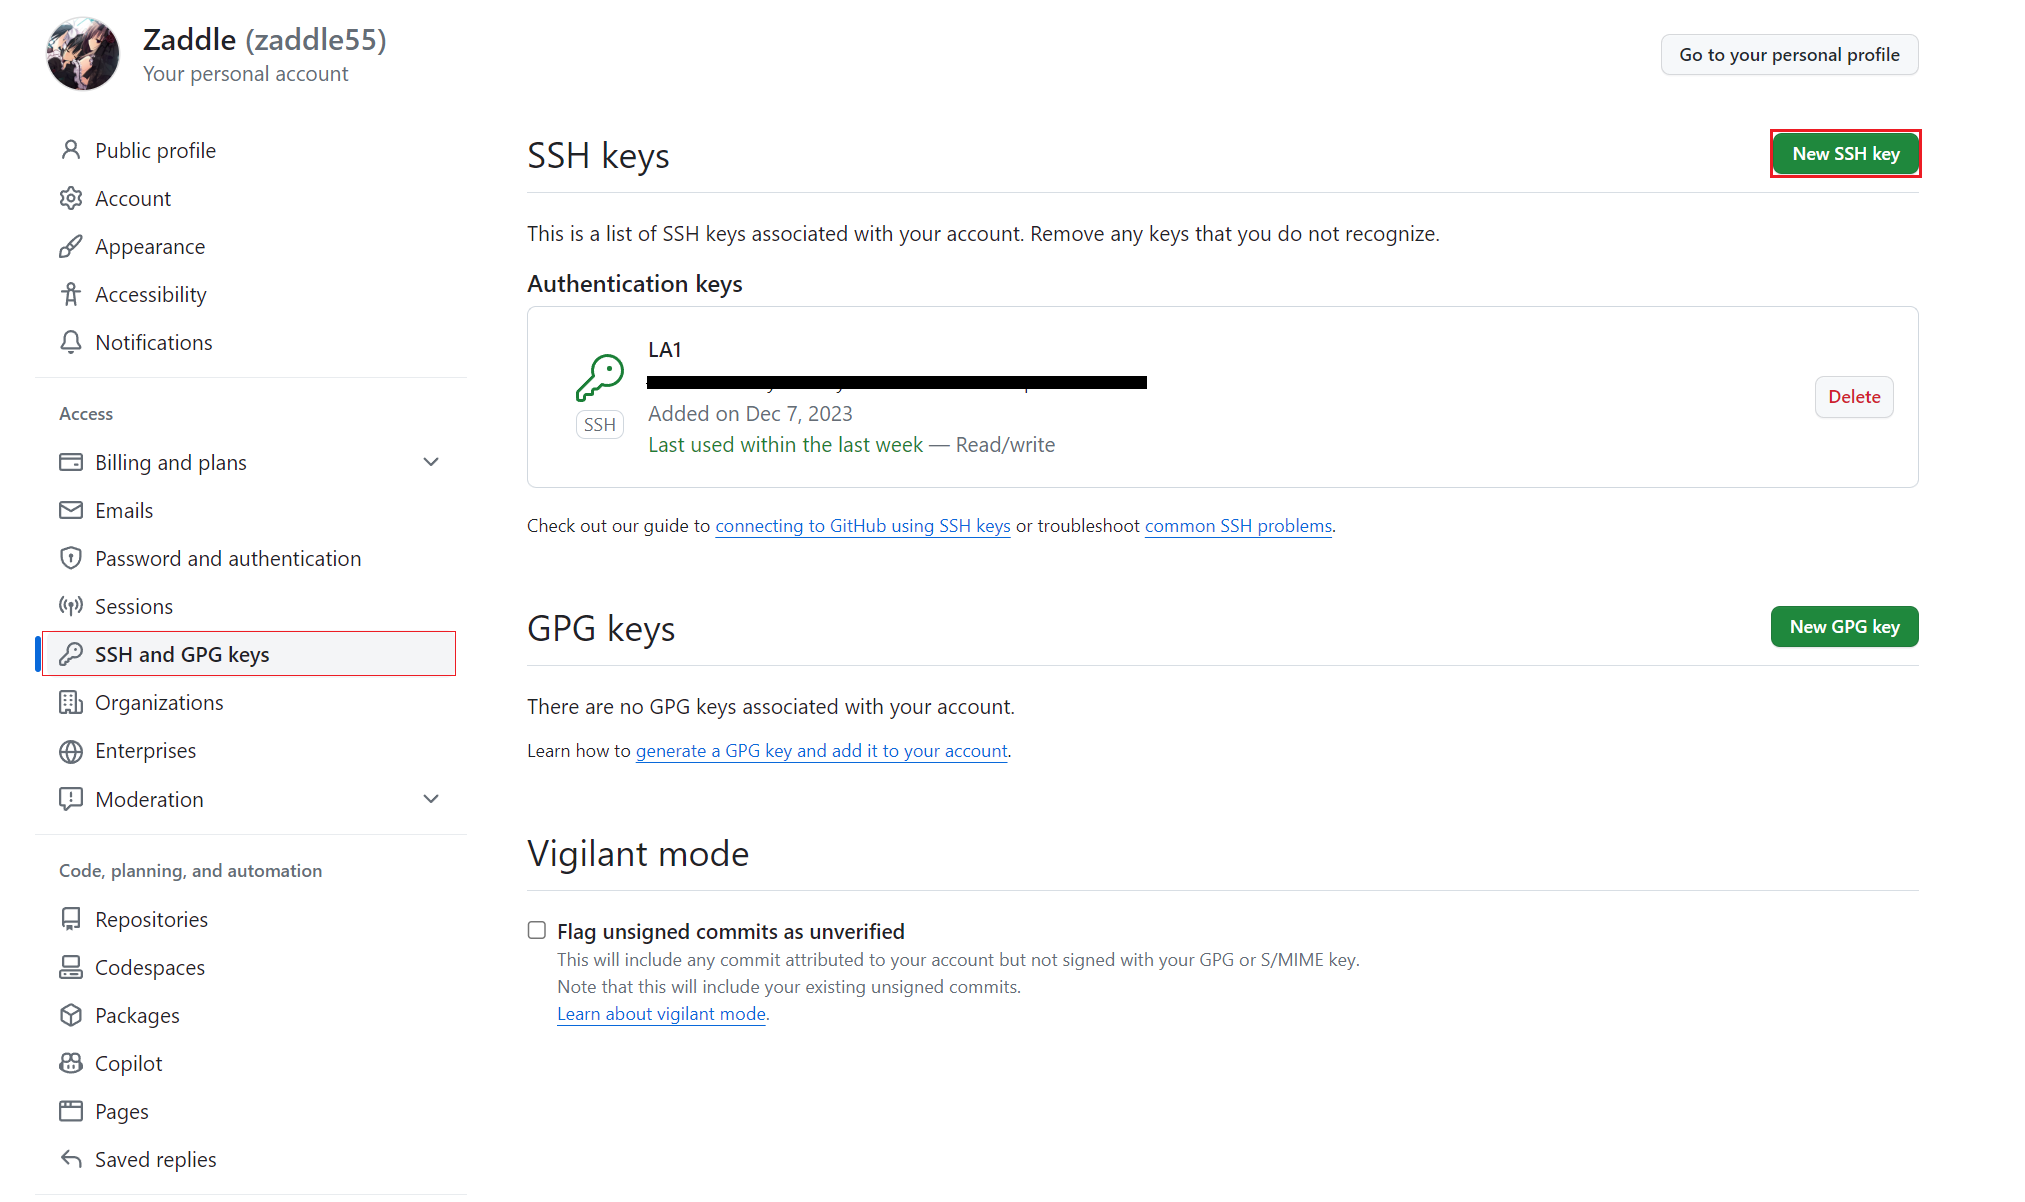 Zaddle (zaddle55)
Your personal account
Go to your personal profile
Public profile
Account
Appearance
Accessibility
Notifications
Access
Billing and plans
Emails
Password and authentication
Sessions
SSH and GPG keys
Organizations
Enterprises
Moderation
Code, planning, and automation
Repositories
Codespaces
Packages
Copilot
Pages
Saved replies
SSH keys
New SSH key
This is a list of SSH keys associated with your account. Remove any keys that you do not recognize.
Authentication keys
LA1
SSH
Added on Dec 7, 2023
Last used within the last week — Read/write
Delete
Check out our guide to connecting to GitHub using SSH keys or troubleshoot common SSH problems.
GPG keys
New GPG key
There are no GPG keys associated with your account.
Learn how to generate a GPG key and add it to your account.
Vigilant mode
Flag unsigned commits as unverified
This will include any commit attributed to your account but not signed with your GPG or S/MIME key.
Note that this will include your existing unsigned commits.
Learn about vigilant mode.